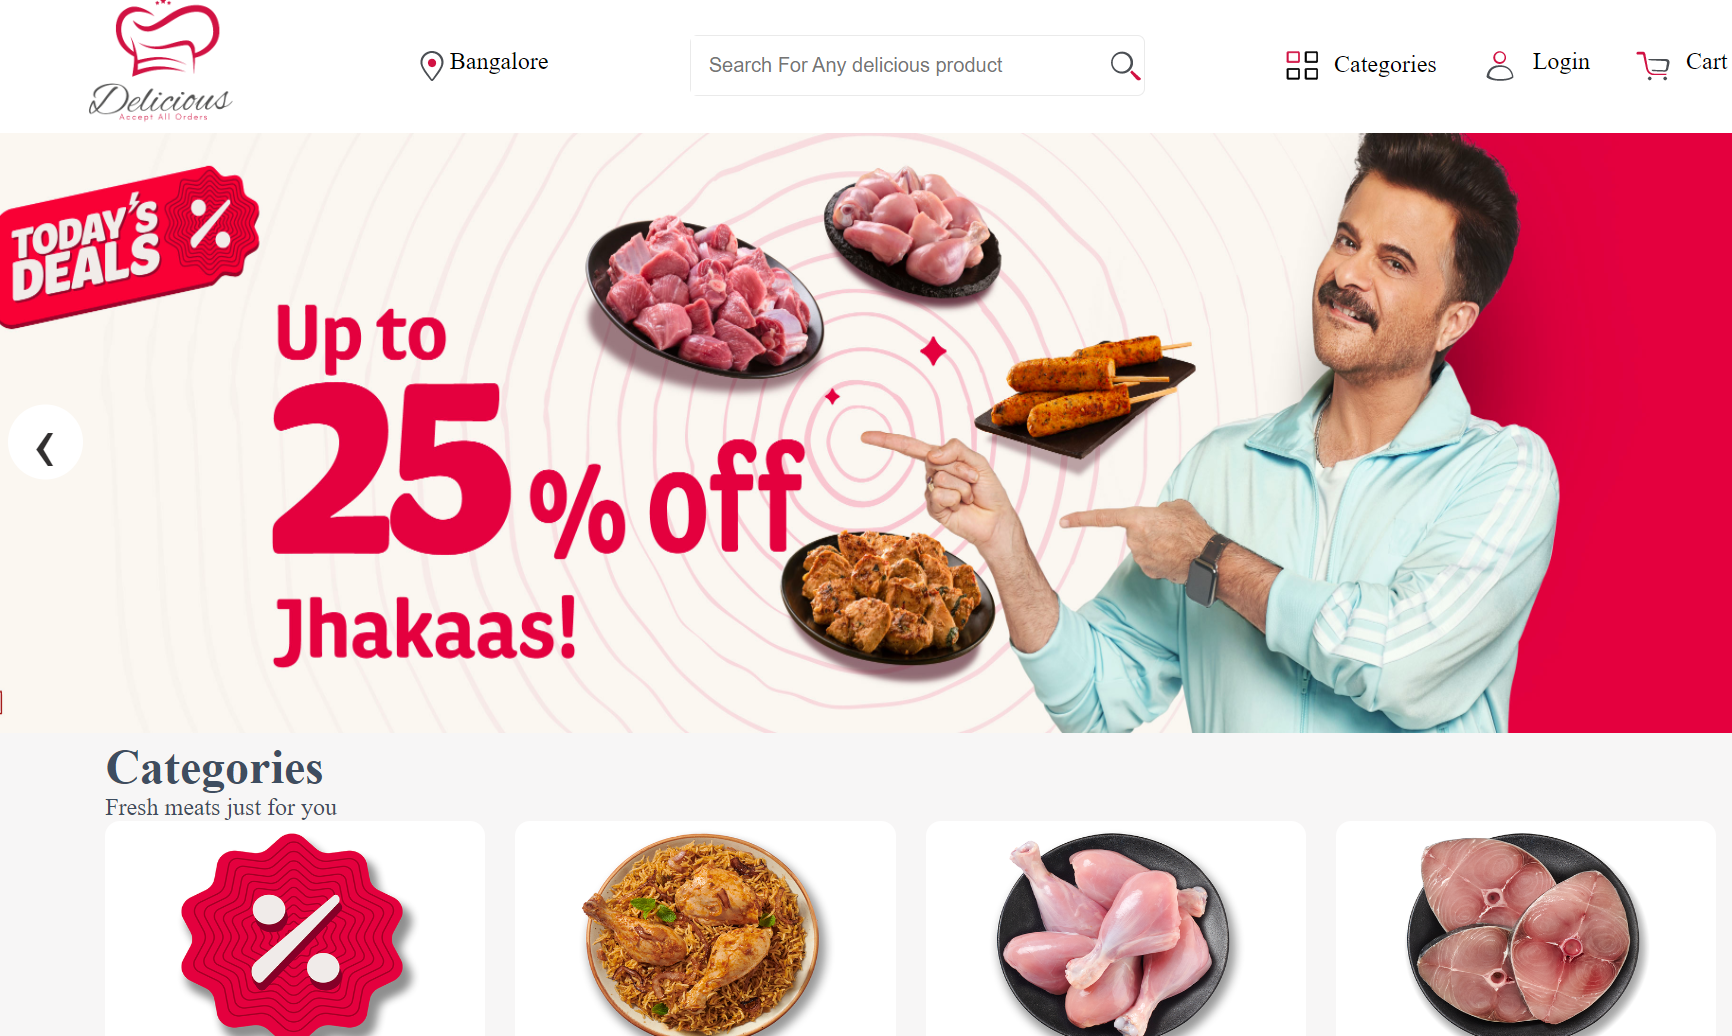 Delicious
Accept All Orders
Bangalore
Search For Any delicious product
Categories
Login
Cart
TODAY'S
DEALS
%
Up to
25% off
Jhakaas!
Categories
Fresh meats just for you
%